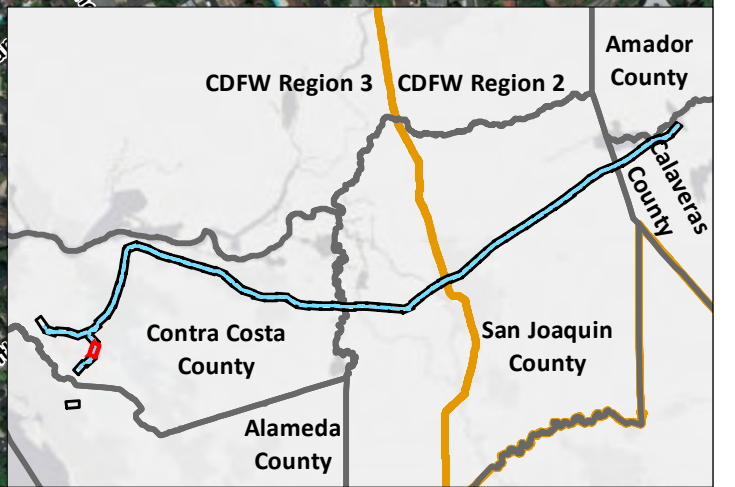 Amador
County
CDFW Region 3
CDFW Region 2
Calaveras
County
Contra Costa
County
San Joaquin
County
Alameda
County